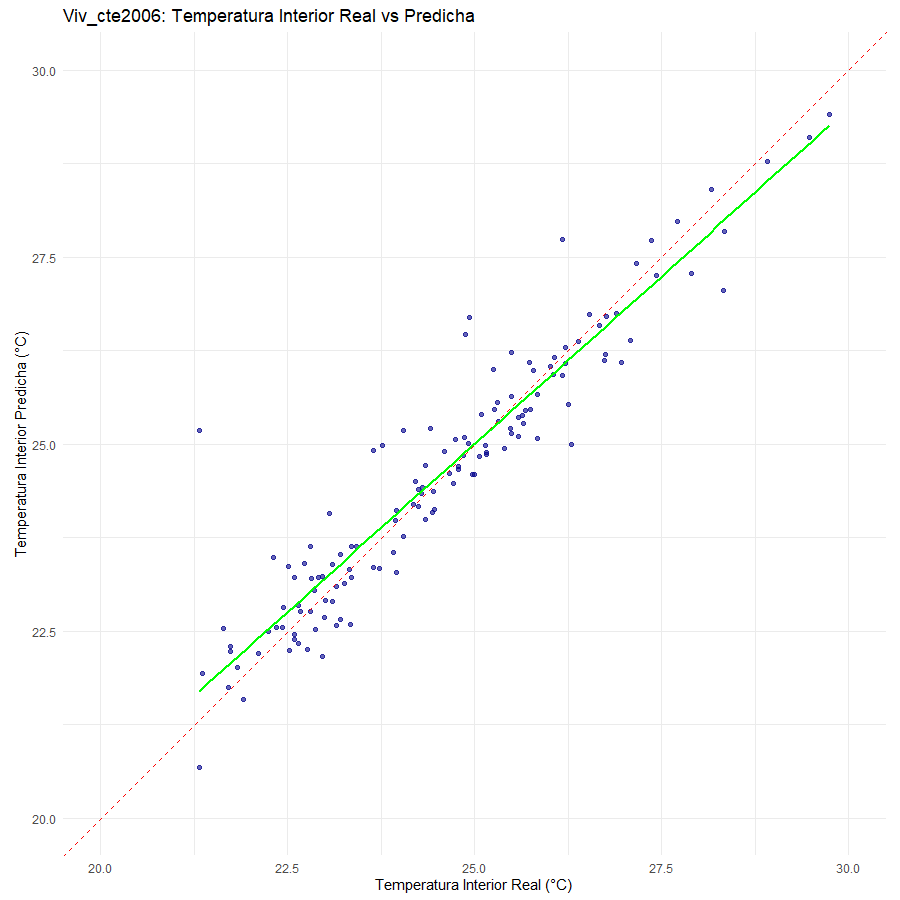 Viv_cte2006: Temperatura Interior Real vs Predicha
Temperatura Interior Predicha (°C)
30.0
27.5
25.0
22.5
20.0
20.0 22.5 25.0 27.5 30.0
Temperatura Interior Real (°C)